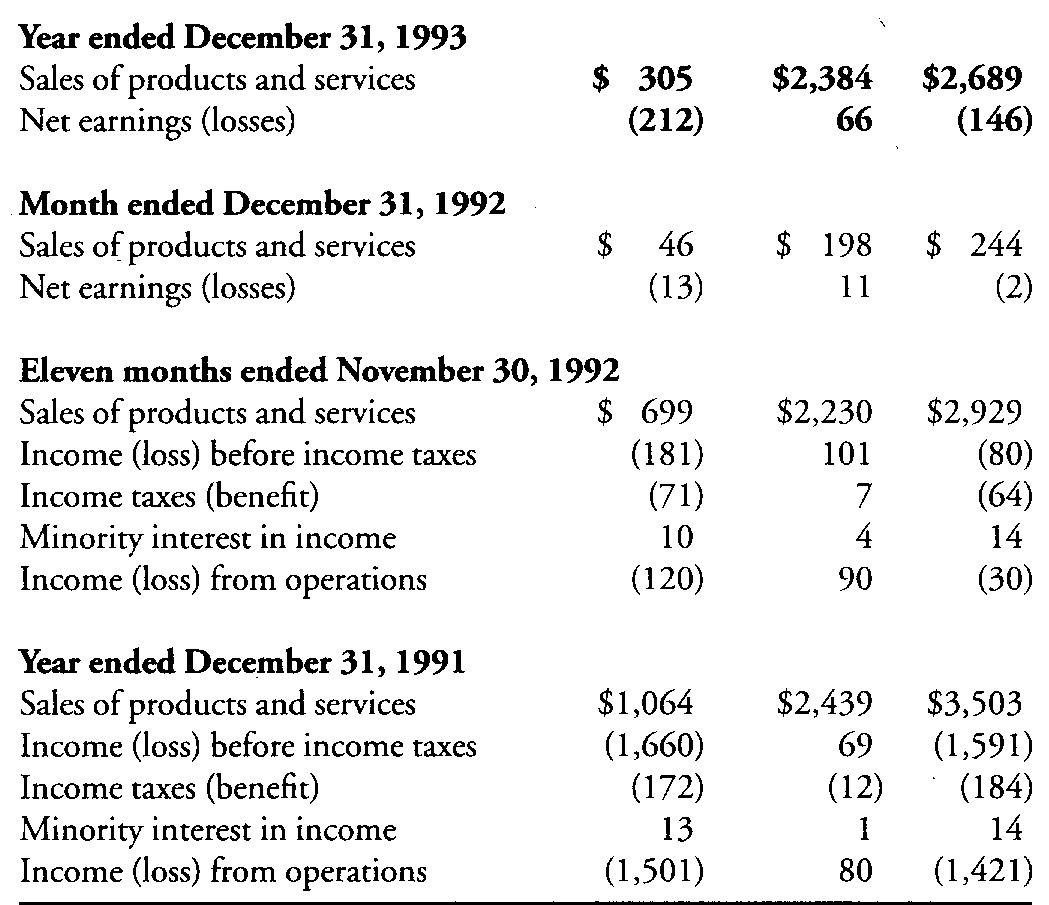 Year ended December 31, 1993
Sales of products and services $ 305 $2,384 $2,689
Net earnings (losses) (212) 66 (146)
Month ended December 31, 1992
Sales of products and services $ 46 $ 198 $ 244
Net earnings (losses) (13) 11 (2)
Eleven months ended November 30, 1992
Sales of products and services $ 699 $2,230 $2,929
Income (loss) before income taxes (181) 101 (80)
Income taxes (benefit) (71) 7 (64)
Minority interest in income 10 4 14
Income (loss) from operations (120) 90 (30)
Year ended December 31, 1991
Sales of products and services $1,064 $2,439 $3,503
Income (loss) before income taxes (1,660) 69 (1,591)
Income taxes (benefit) (172) (12) (184)
Minority interest in income 13 1 14
Income (loss) from operations (1,501) 80 (1,421)